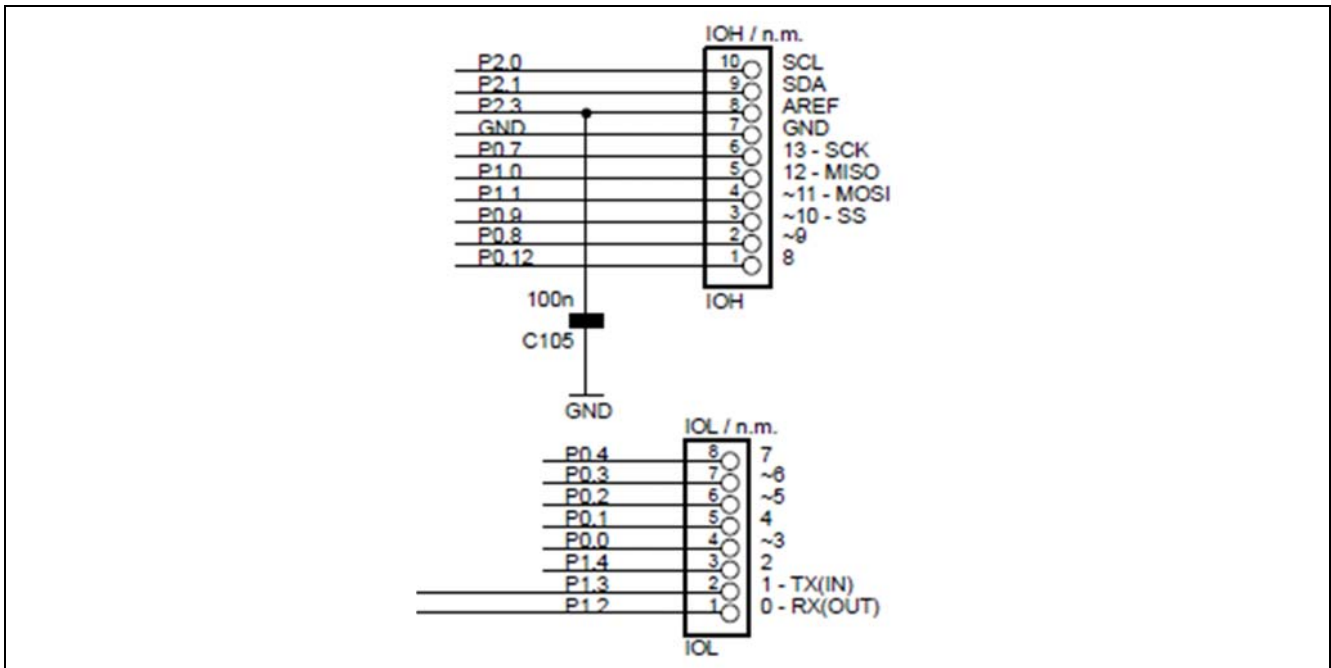 IOH / n.m.
P2.0 10 SCL
P2.1 9 SDA
P2.3 8 AREF
GND 7 GND
P0.7 6 13 - SCK
P1.0 5 12 - MISO
P1.1 4 ~11 - MOSI
P0.9 3 ~10 - SS
P0.8 2 ~9
P0.12 1 8
IOH
100n
C105
GND
IOL / n.m.
P0.4 8 7
P0.3 7 ~6
P0.2 6 ~5
P0.1 5 4
P0.0 4 ~3
P1.4 3 2
P1.3 2 1 - TX(IN)
P1.2 1 0 - RX(OUT)
IOL